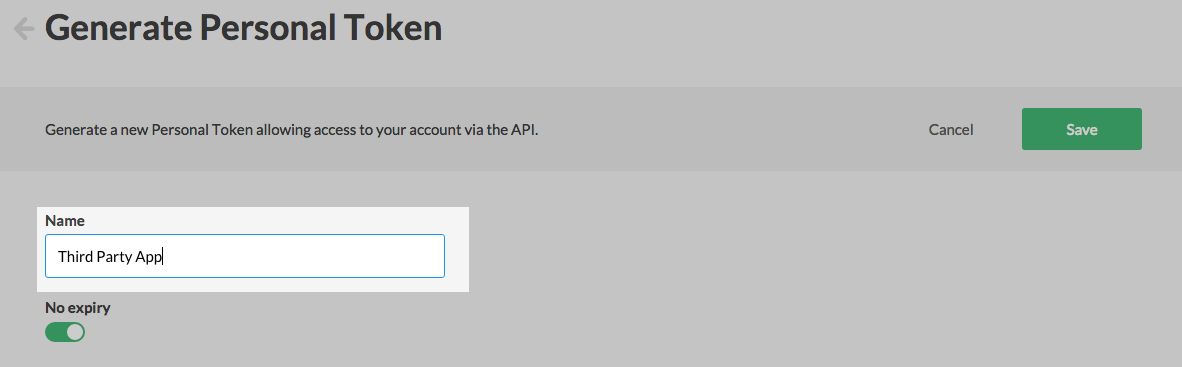 Generate Personal Token
Generate a new Personal Token allowing access to your account via the API.
Cancel
Save
Name
Third Party App
No expiry